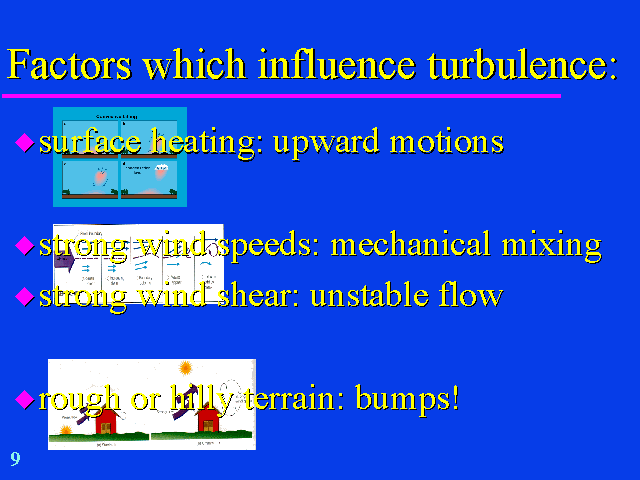 Factors which influence turbulence:
surface heating: upward motions
strong wind speeds: mechanical mixing
strong wind shear: unstable flow
rough or hilly terrain: bumps!
9